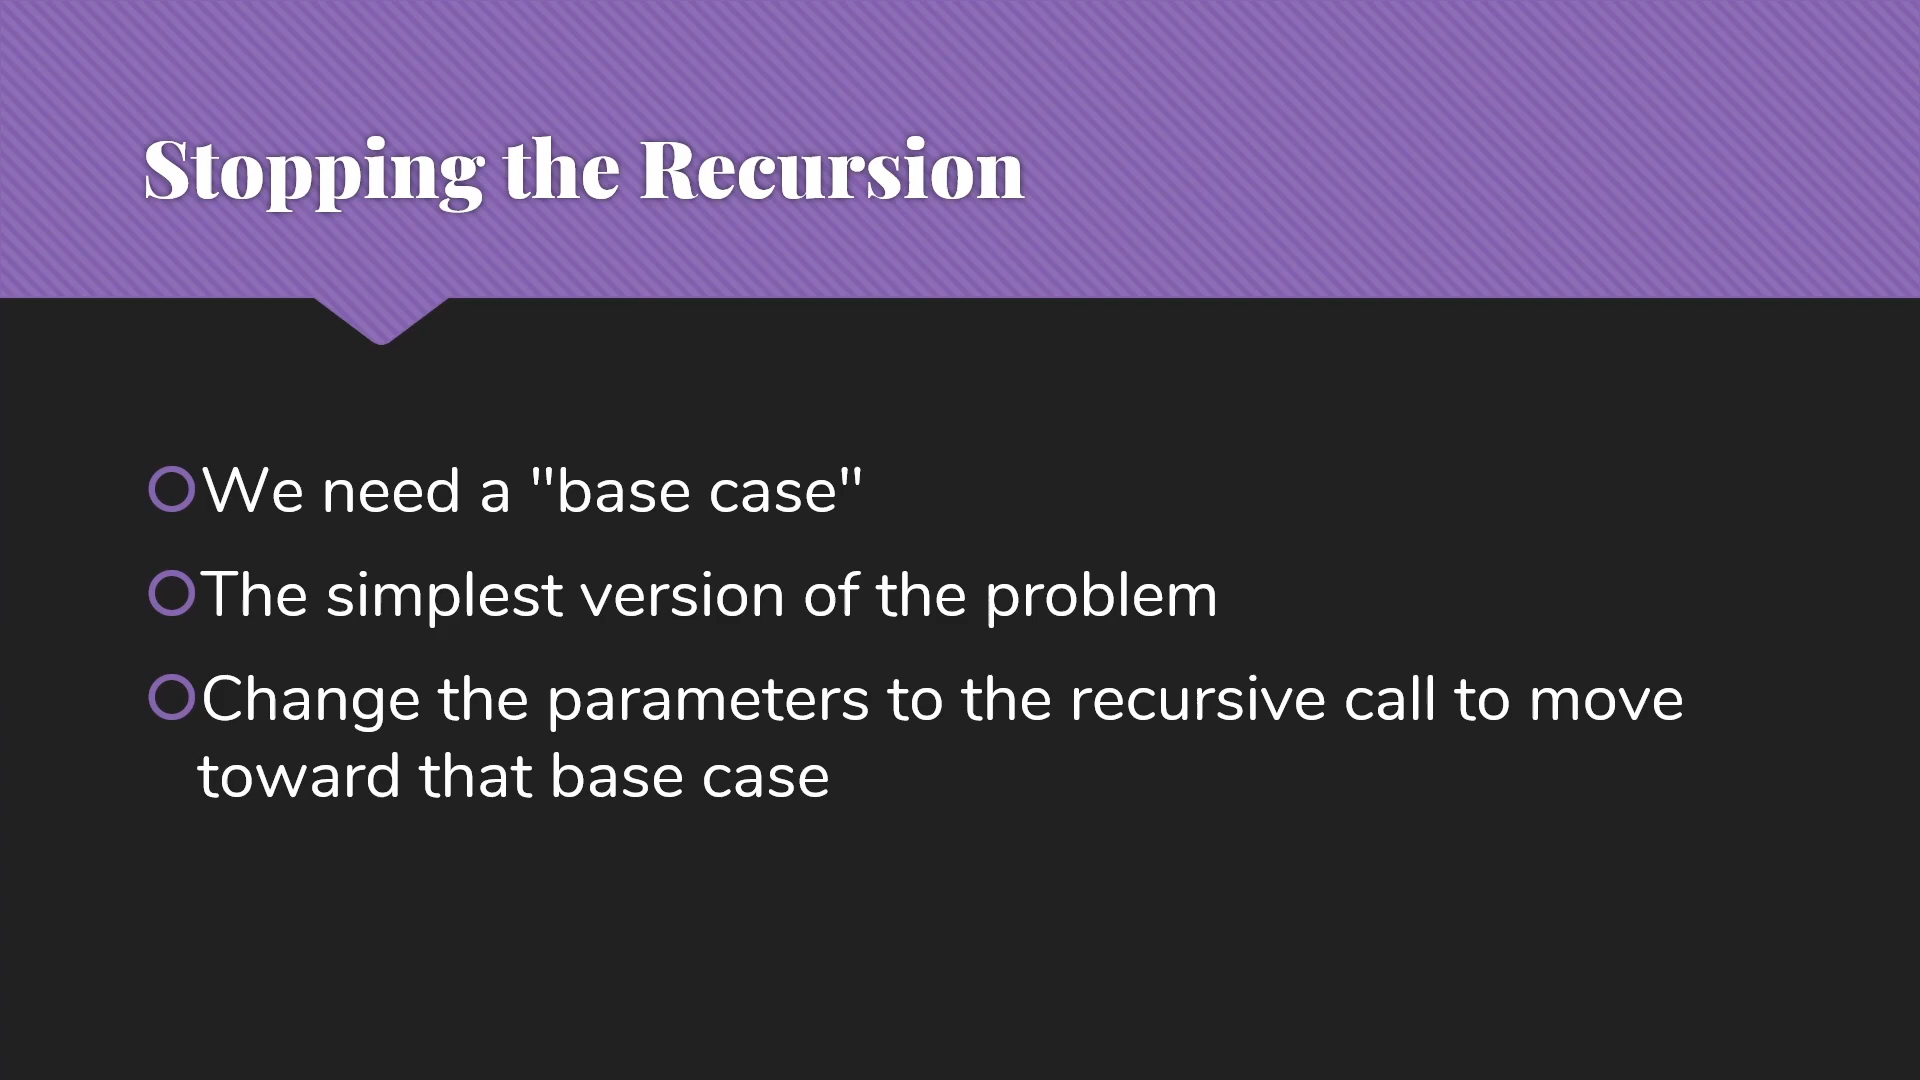 Stopping the Recursion
We need a "base case"
The simplest version of the problem
Change the parameters to the recursive call to move
toward that base case